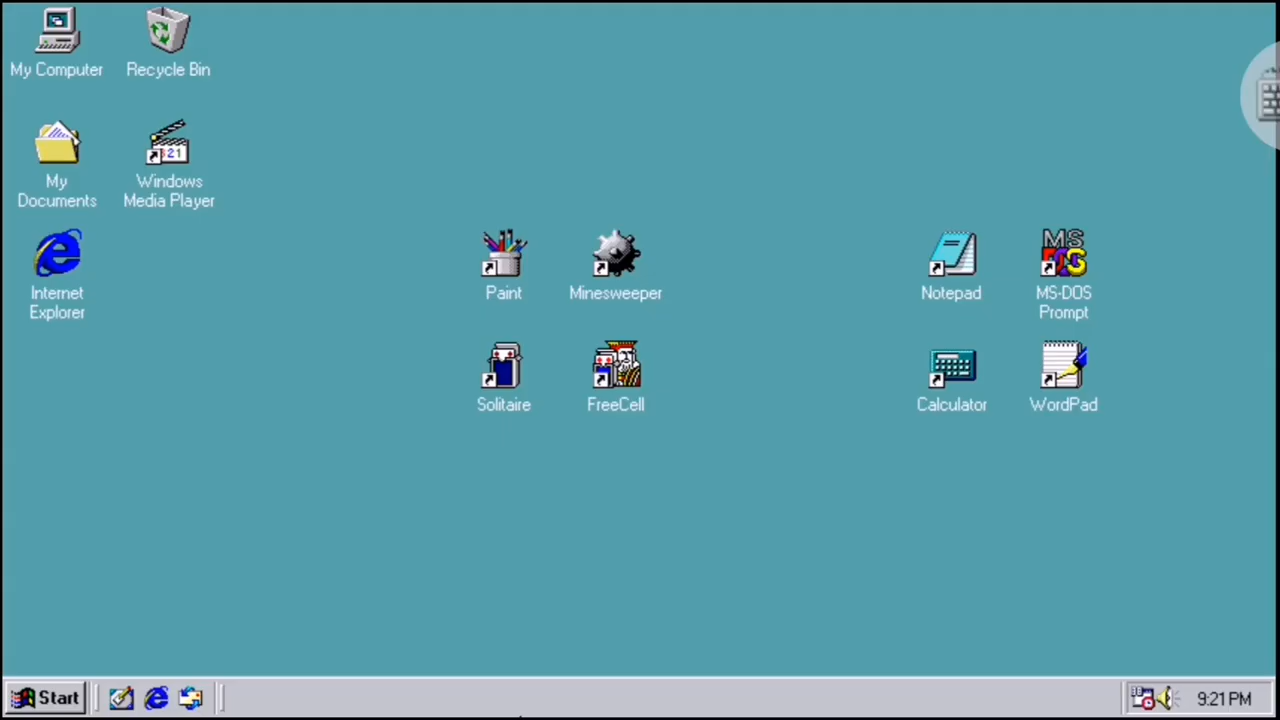 My Computer
Recycle Bin
My
Documents
Windows
Media Player
Internet
Explorer
Paint
Minesweeper
Notepad
MS-DOS
Prompt
Solitaire
FreeCell
Calculator
WordPad
Start
9:21 PM